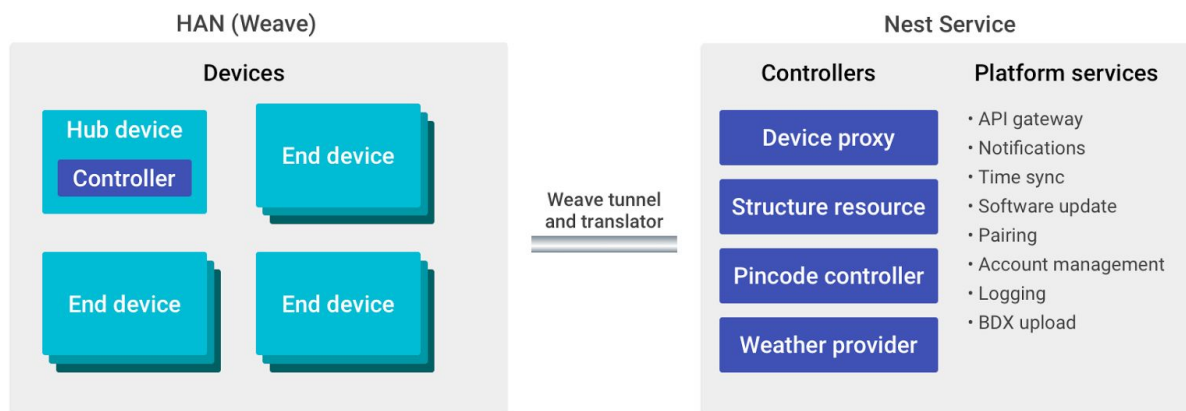 HAN (Weave)
Devices
Hub device
Controller
End device
End device
End device
Weave tunnel
and translator
Nest Service
Controllers
Device proxy
Structure resource
Pincode controller
Weather provider
Platform services
• API gateway
• Notifications
• Time sync
• Software update
• Pairing
• Account management
• Logging
• BDX upload